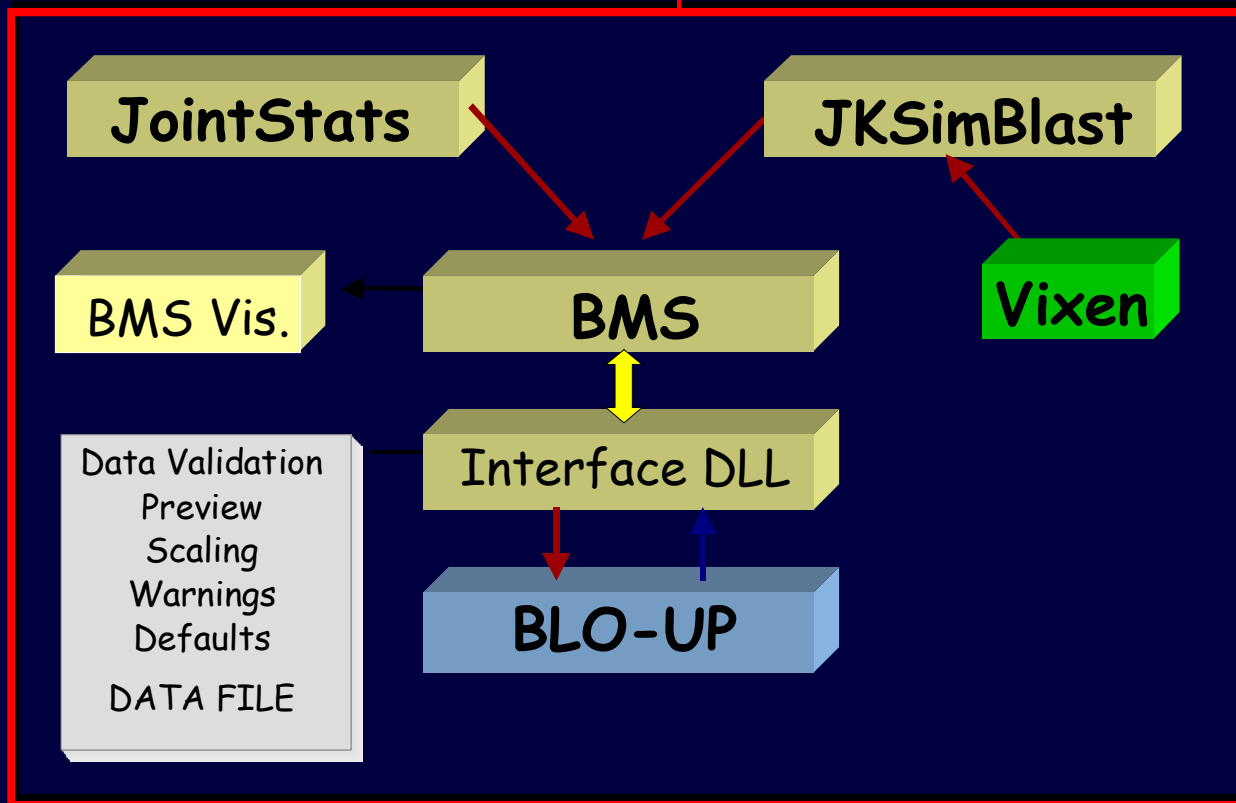 JointStats
JKSimBlast
BMS Vis.
BMS
Vixen
Interface DLL
Data Validation
Preview
Scaling
Warnings
Defaults
DATA FILE
BLO-UP